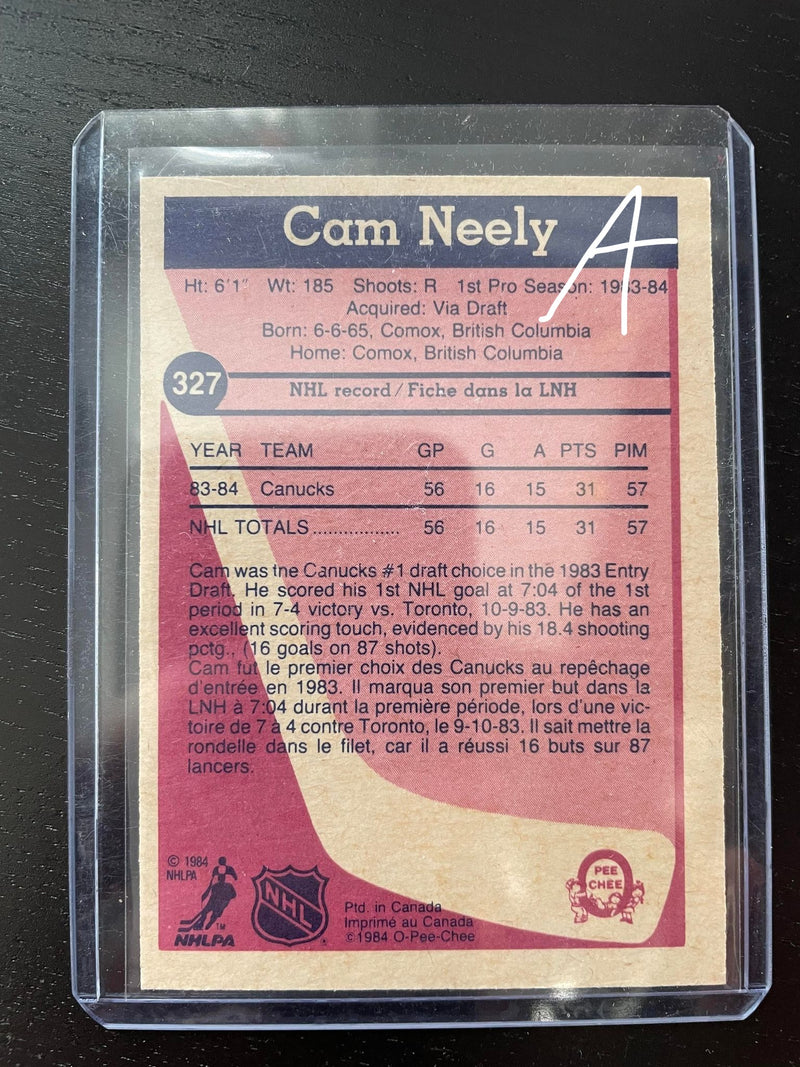 Cam Neely
A
Ht: 6'1" Wt: 185 Shoots: R 1st Pro Season: 1983-84
Acquired: Via Draft
Born: 6-6-65, Comox, British Columbia
Home: Comox, British Columbia
327
NHL record/Fiche dans la LNH
YEAR TEAM GP G A PTS PIM
83-84 Canucks 56 16 15 31 57
NHL TOTALS................. 56 16 15 31 57
Cam was the Canucks #1 draft choice in the 1983 Entry
Draft. He scored his 1st NHL goal at 7:04 of the 1st
period in 7-4 victory vs. Toronto, 10-9-83. He has an
excellent scoring touch, evidenced by his 18.4 shooting
pctg., (16 goals on 87 shots).
Cam fut le premier choix des Canucks au repêchage
d'entrée en 1983. Il marqua son premier but dans la
LNH à 7:04 durant la première période, lors d'une vic-
toire de 7 à 4 contre Toronto, le 9-10-83. Il sait mettre la
rondelle dans le filet, car il a réussi 16 buts sur 87
lancers.
© 1984
NHLPA
TM
NHLPA
NHL
Ptd. in Canada
Imprimé au Canada
©1984 O-Pee-Chee
O
PEE
CHEE